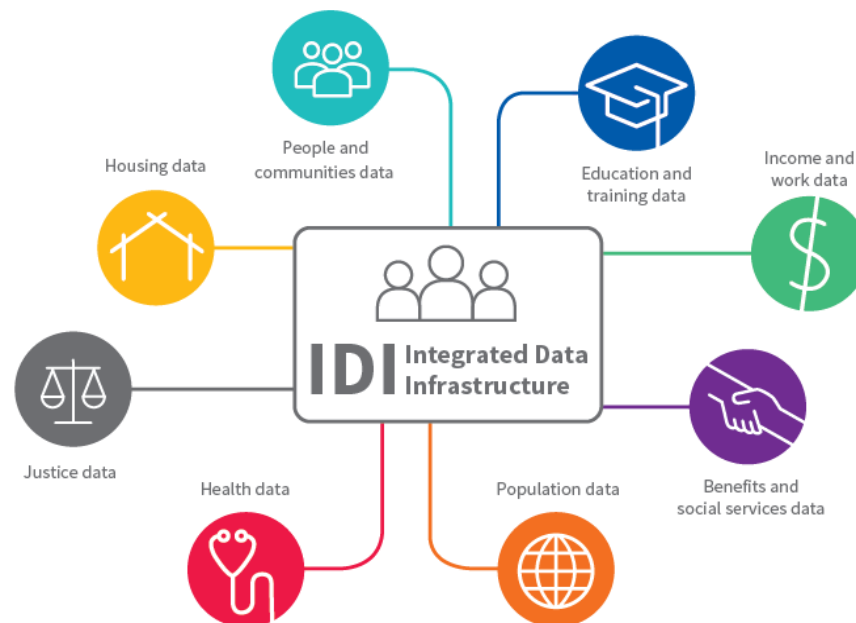 People and
communities data
Education and
training data
Income and
work data
Housing data
IDI
Integrated Data
Infrastructure
Justice data
Health data
Population data
Benefits and
social services data